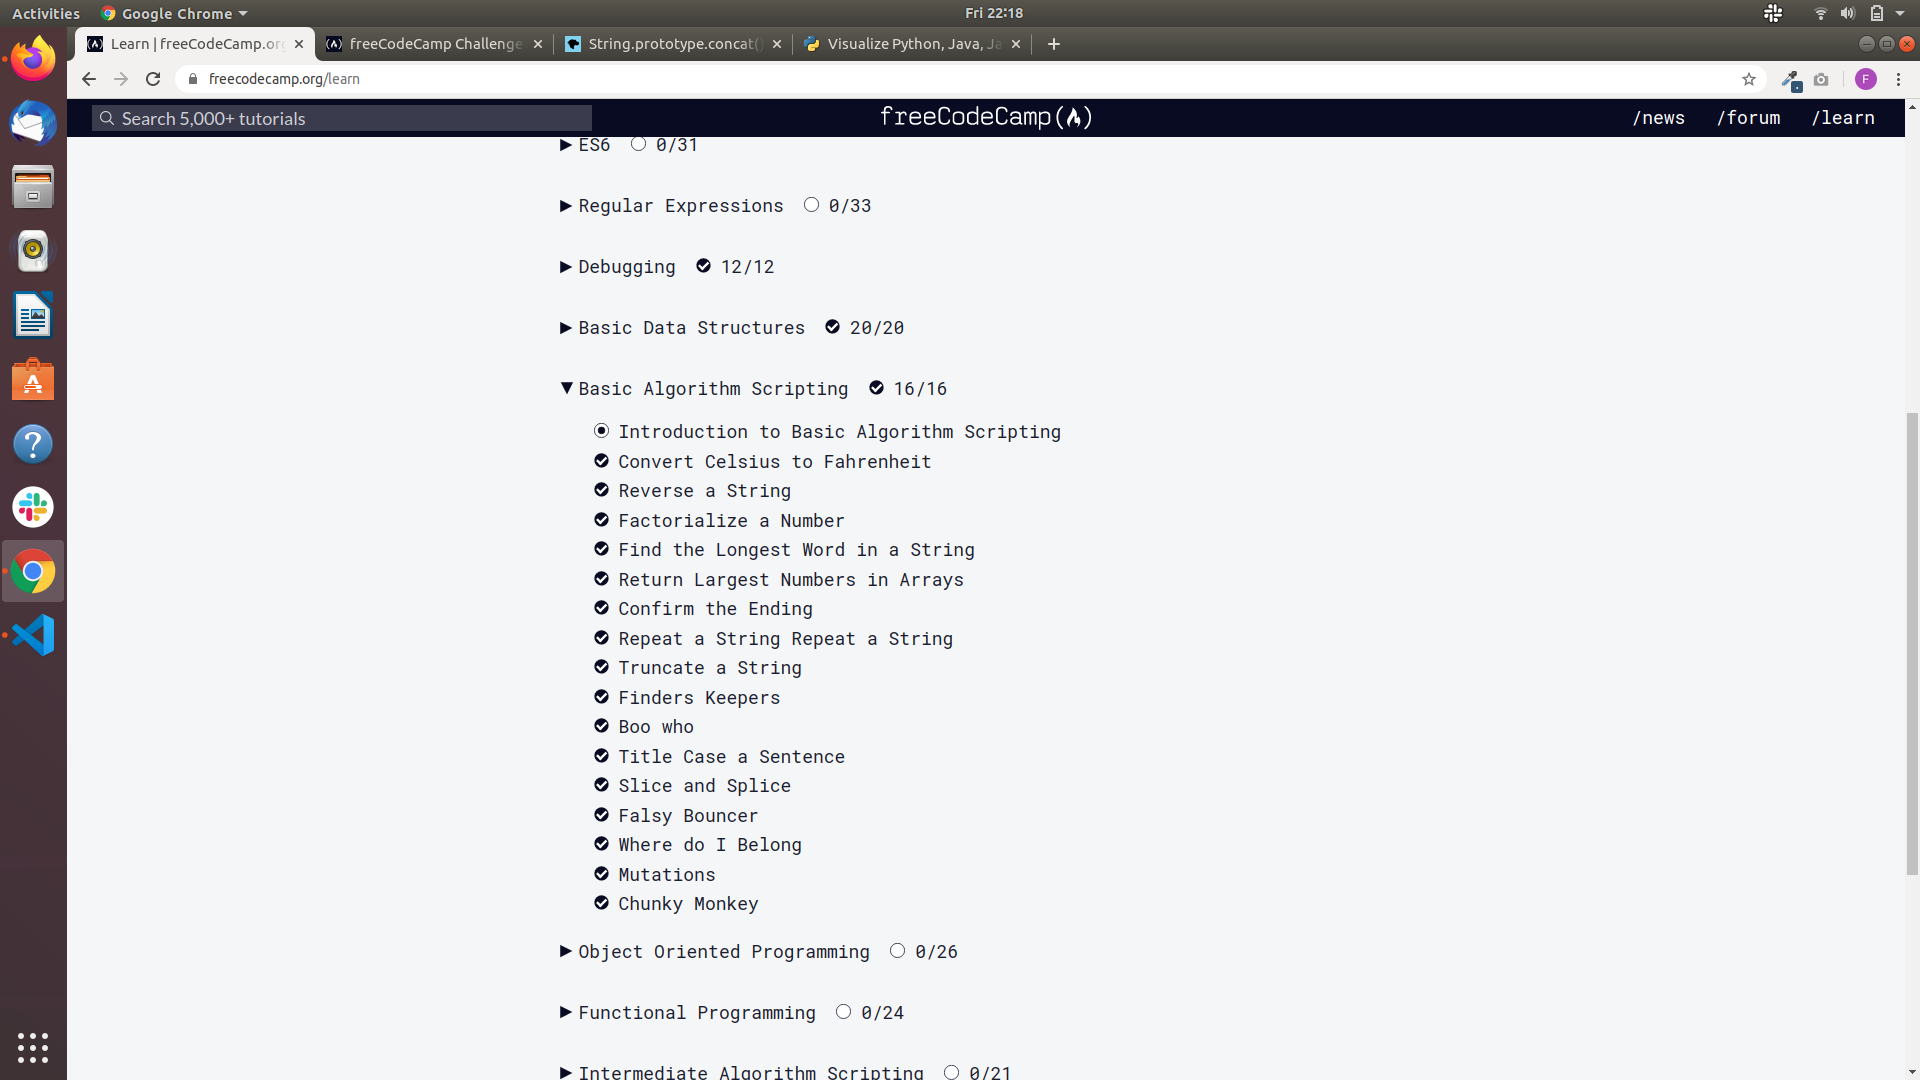 Activities Google Chrome Fri 22:18
Learn | freeCodeCamp.org freeCodeCamp Challenge String.prototype.concat() Visualize Python, Java, Ja
freecodecamp.org/learn F
Search 5,000+ tutorials freeCodeCamp /news /forum /learn
ES6 0/31
Regular Expressions 0/33
Debugging 12/12
Basic Data Structures 20/20
Basic Algorithm Scripting 16/16
Introduction to Basic Algorithm Scripting
Convert Celsius to Fahrenheit
Reverse a String
Factorialize a Number
Find the Longest Word in a String
Return Largest Numbers in Arrays
Confirm the Ending
Repeat a String Repeat a String
Truncate a String
Finders Keepers
Boo who
Title Case a Sentence
Slice and Splice
Falsy Bouncer
Where do I Belong
Mutations
Chunky Monkey
Object Oriented Programming 0/26
Functional Programming 0/24
Intermediate Algorithm Scripting 0/21